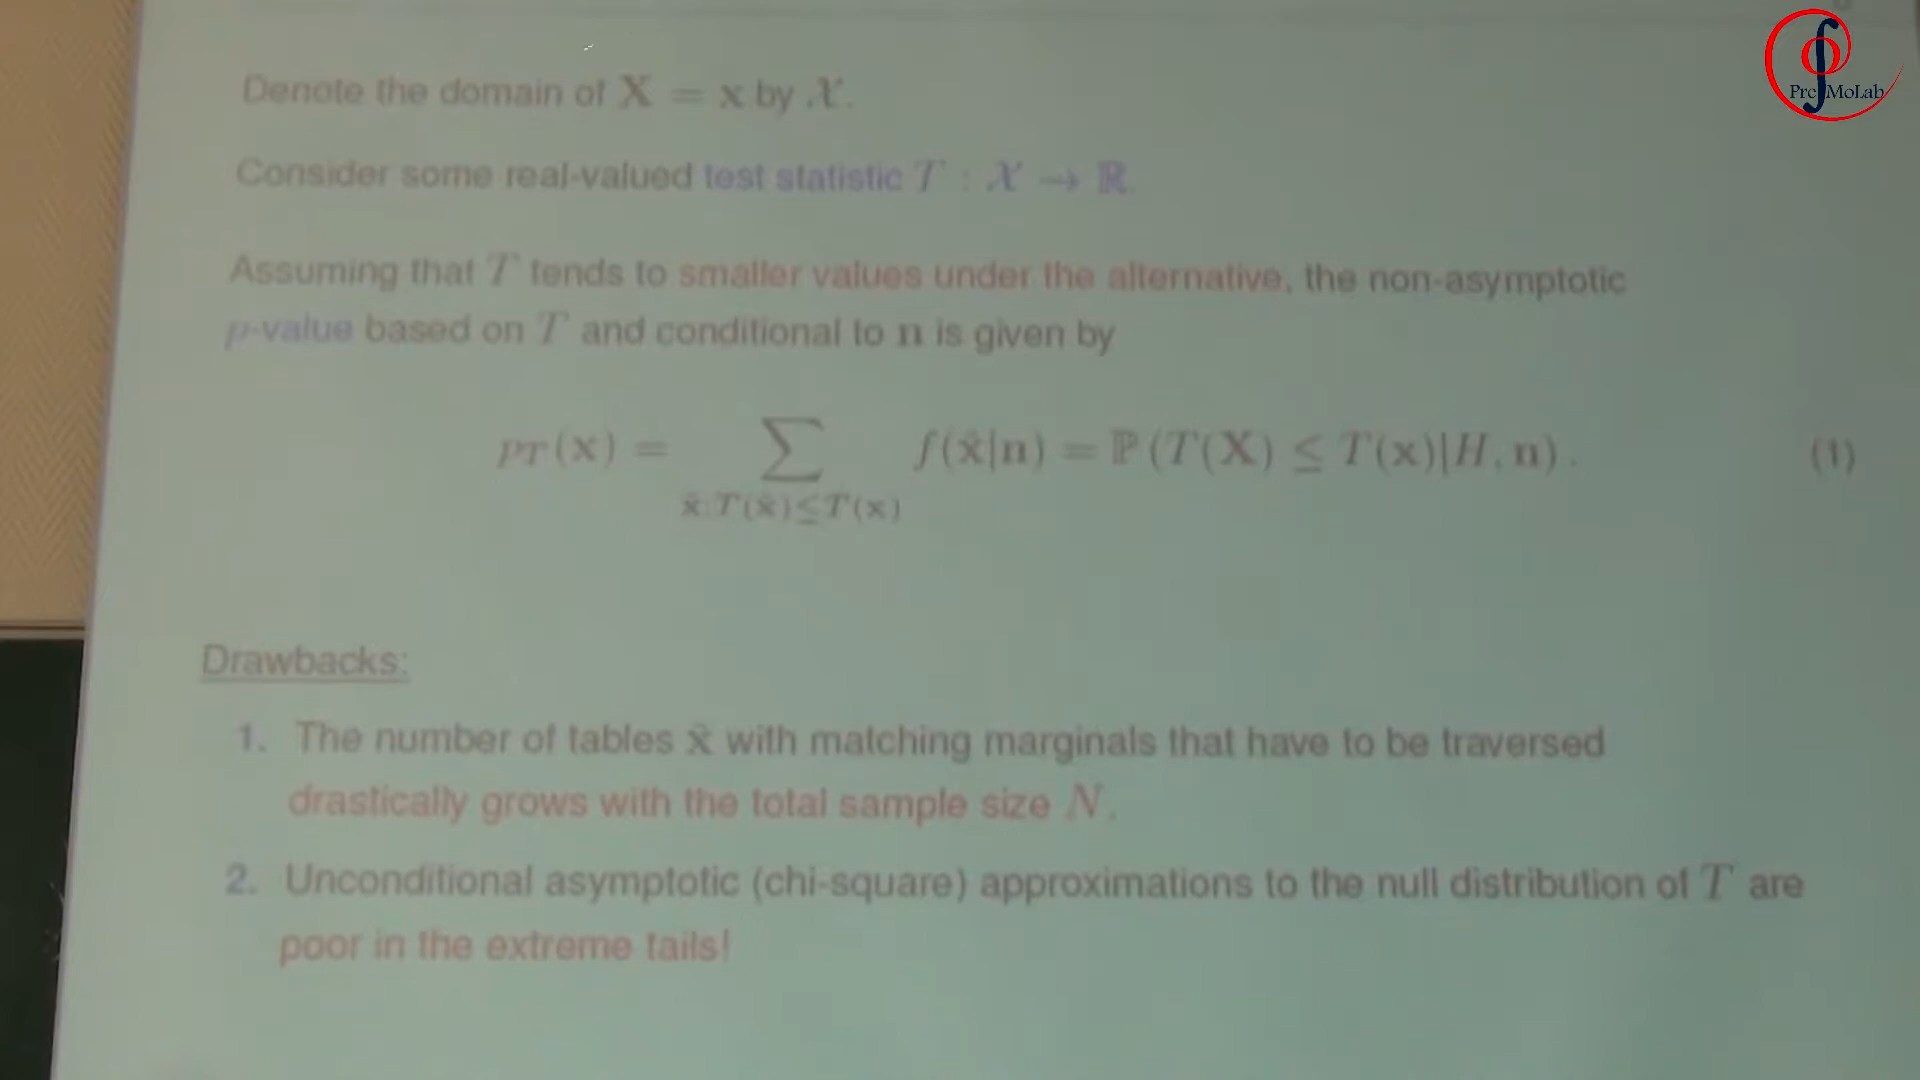 Denote the domain of X = x by 𝒳.
Consider some real-valued test statistic T : 𝒳 → ℝ.
Assuming that T tends to smaller values under the alternative, the non-asymptotic
p-value based on T and conditional to n is given by
p_T(x) = ∑_{x̃:T(x̃)≤T(x)} f(x̃|n) = ℙ (T(X) ≤ T(x)|H, n) . (1)
Drawbacks:
1. The number of tables x̃ with matching marginals that have to be traversed
drastically grows with the total sample size N.
2. Unconditional asymptotic (chi-square) approximations to the null distribution of T are
poor in the extreme tails!
PreMoLab